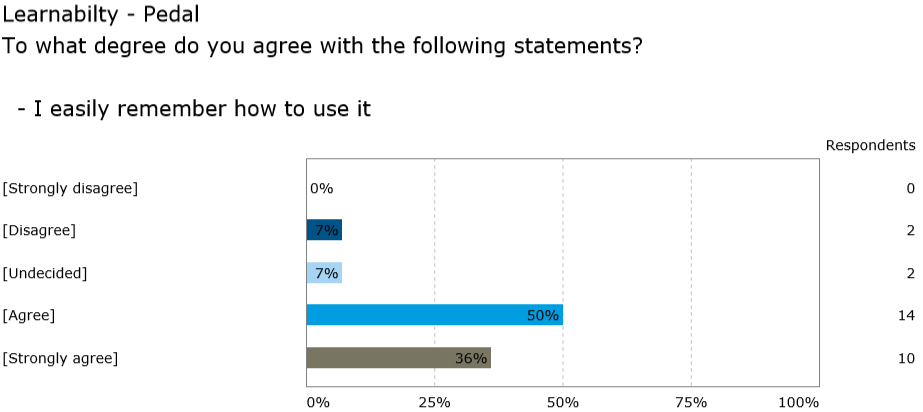 Learnabilty - Pedal
To what degree do you agree with the following statements?
- I easily remember how to use it
Respondents
[Strongly disagree] 0% 0
[Disagree] 7% 2
[Undecided] 7% 2
[Agree] 50% 14
[Strongly agree] 36% 10
0% 25% 50% 75% 100%